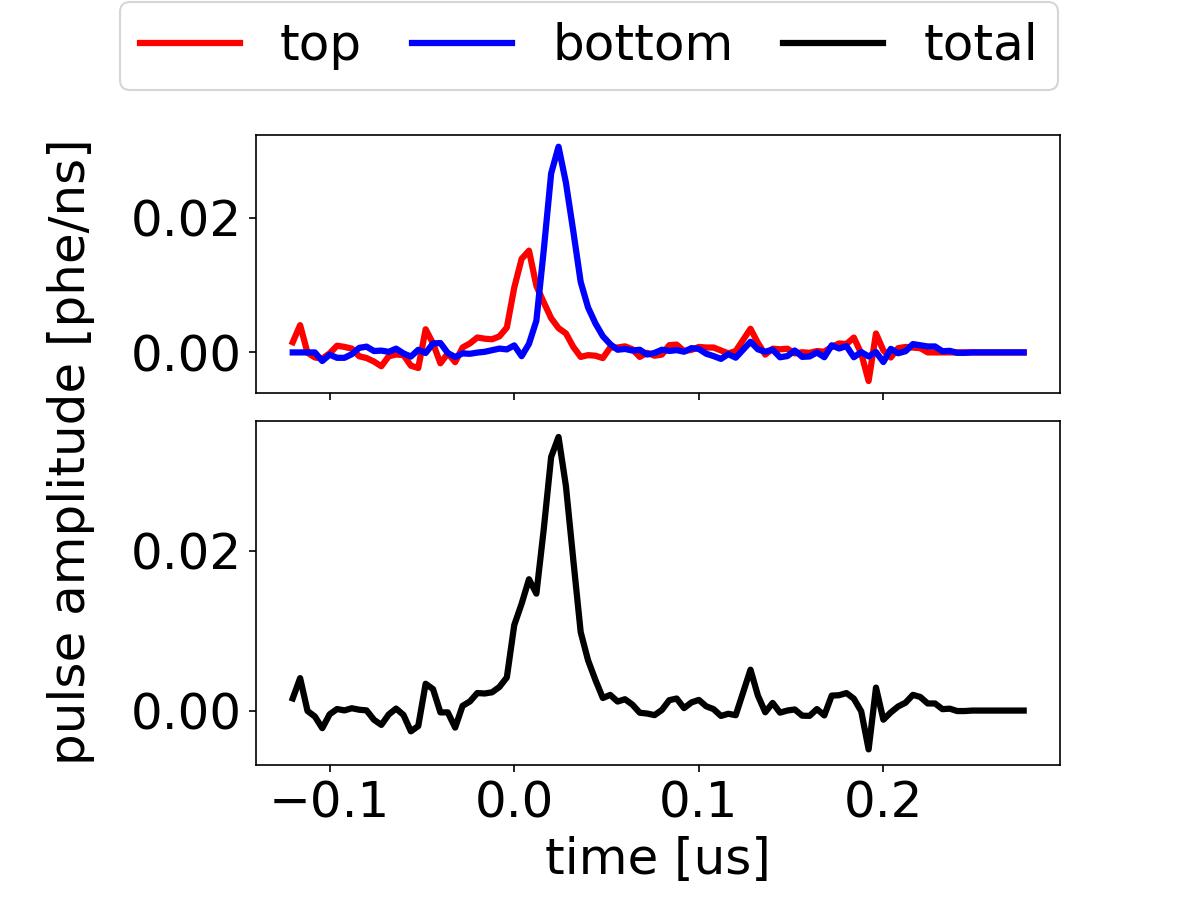 top bottom total
pulse amplitude [phe/ns]
0.02
0.00
0.02
0.00
−0.1 0.0 0.1 0.2
time [us]